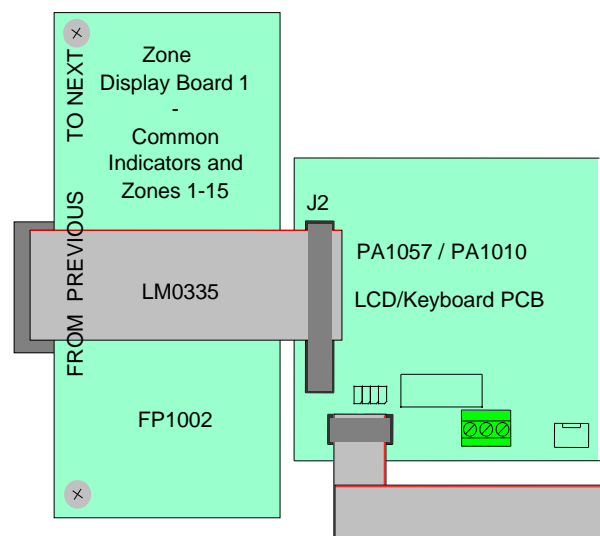 Zone
Display Board 1
-
Common
Indicators and
Zones 1-15
TO NEXT
FROM PREVIOUS
LM0335
FP1002
J2
PA1057 / PA1010
LCD/Keyboard PCB